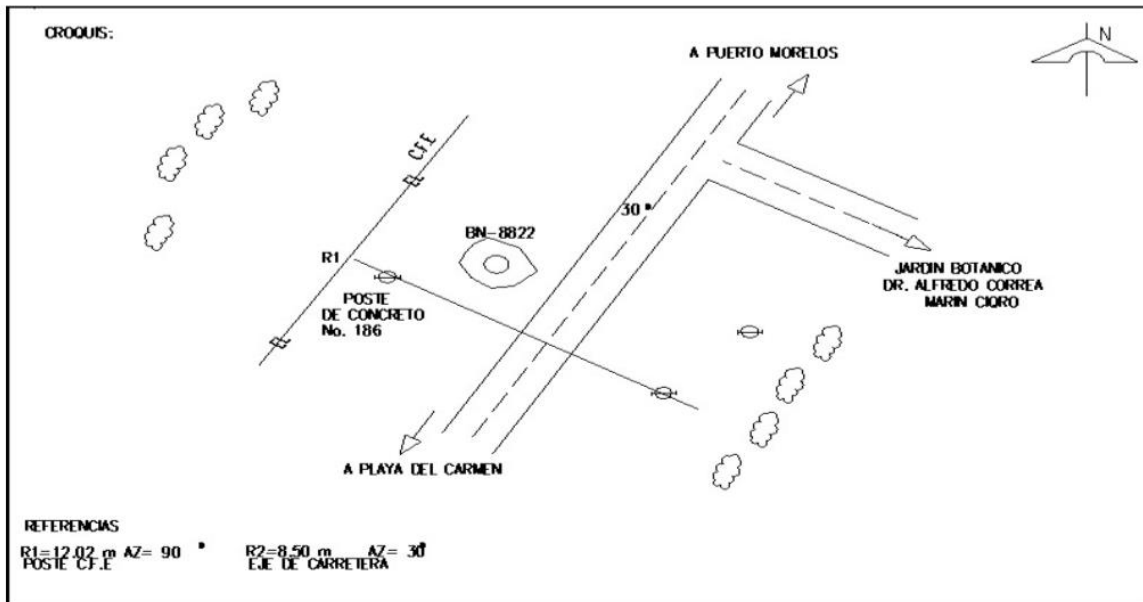 CROQUIS:
N
A PUERTO MORELOS
C.F.E
30°
BN-8822
R1
POSTE
DE CONCRETO
No. 186
JARDIN BOTANICO
DR. ALFREDO CORREA
MARIN CIQRO
A PLAYA DEL CARMEN
REFERENCIAS
R1=12.02 m AZ= 90 °
POSTE C.F.E
R2=8.50 m AZ= 30°
EJE DE CARRETERA